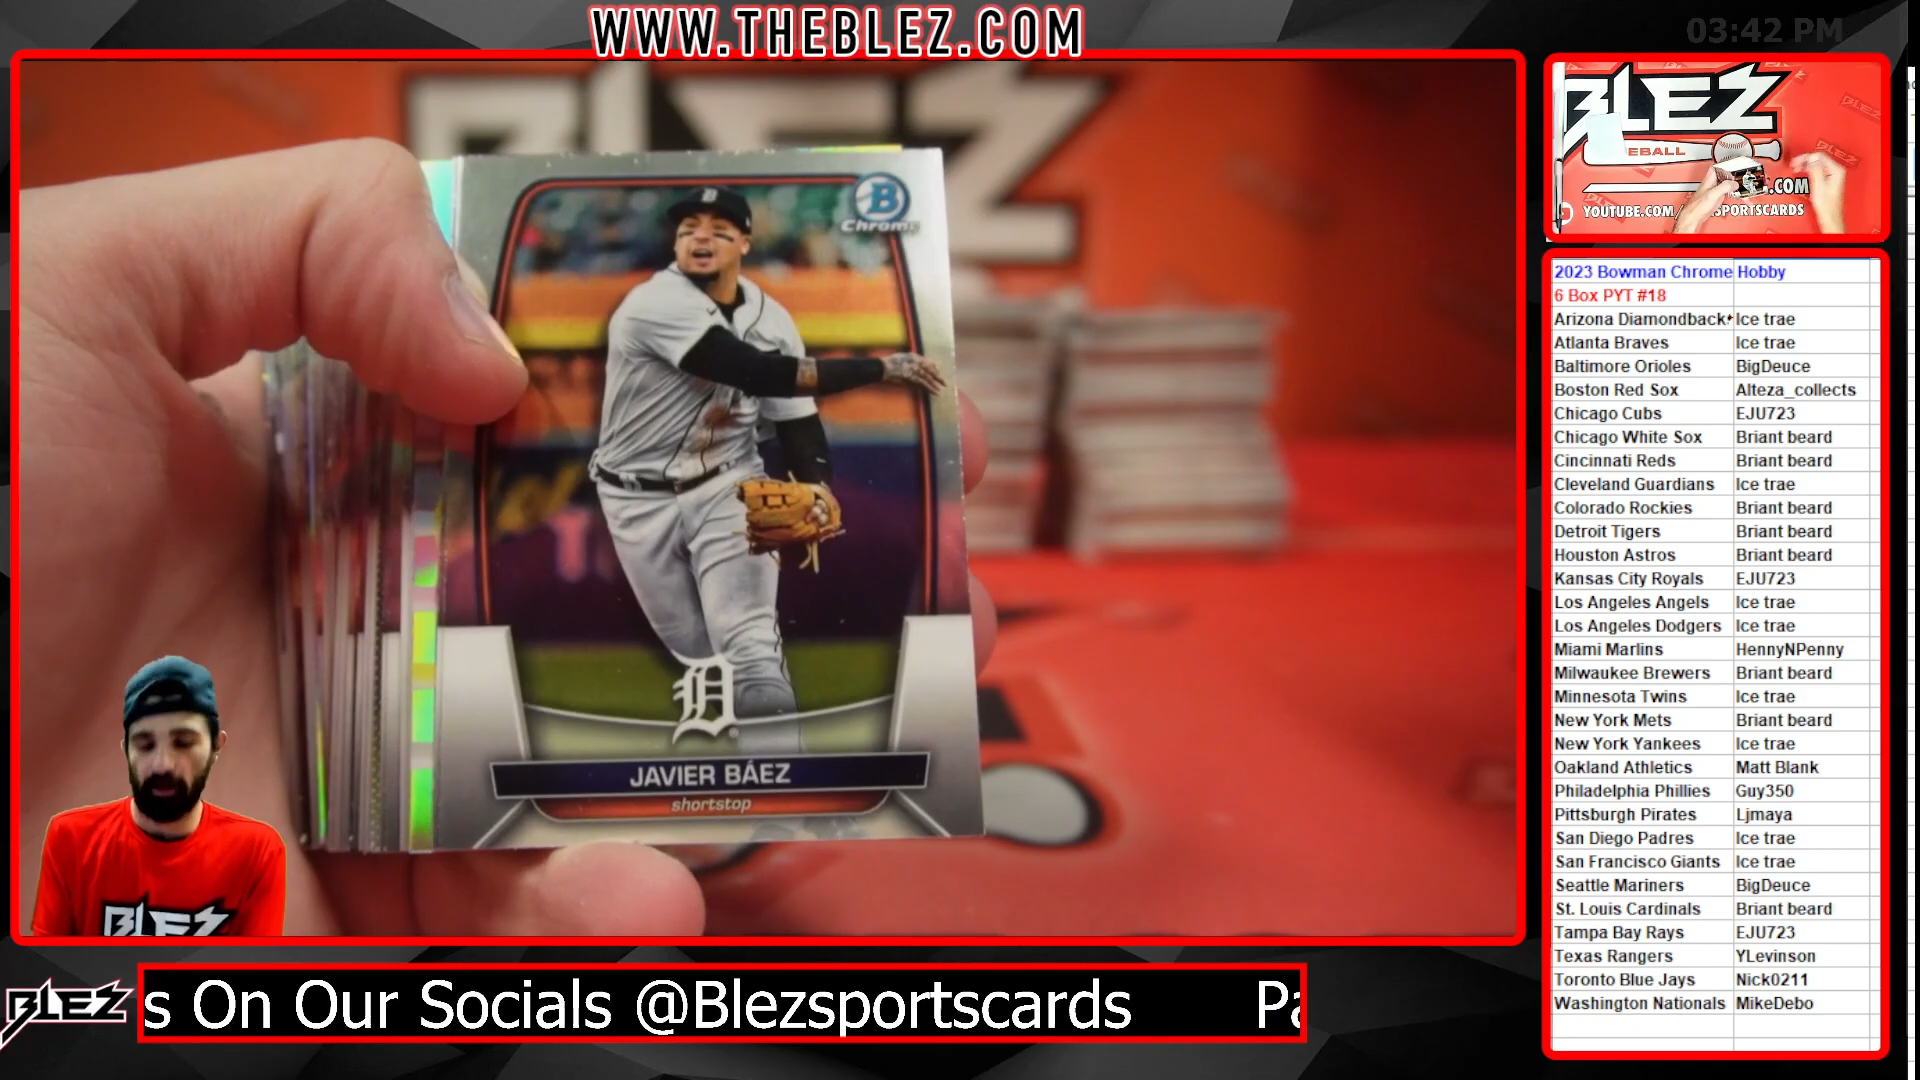 WWW.THEBLEZ.COM
03:42 PM
BLEZ
B
Chrome
D
JAVIER BÁEZ
shortstop
BLEZ
BLEZ
EBALL
.COM
YOUTUBE.COM/
SPORTSCARDS
2023 Bowman Chrome Hobby
6 Box PYT #18
Arizona Diamondback Ice trae
Atlanta Braves Ice trae
Baltimore Orioles BigDeuce
Boston Red Sox Alteza_collects
Chicago Cubs EJU723
Chicago White Sox Briant beard
Cincinnati Reds Briant beard
Cleveland Guardians Ice trae
Colorado Rockies Briant beard
Detroit Tigers Briant beard
Houston Astros Briant beard
Kansas City Royals EJU723
Los Angeles Angels Ice trae
Los Angeles Dodgers Ice trae
Miami Marlins HennyNPenny
Milwaukee Brewers Briant beard
Minnesota Twins Ice trae
New York Mets Briant beard
New York Yankees Ice trae
Oakland Athletics Matt Blank
Philadelphia Phillies Guy350
Pittsburgh Pirates Ljmaya
San Diego Padres Ice trae
San Francisco Giants Ice trae
Seattle Mariners BigDeuce
St. Louis Cardinals Briant beard
Tampa Bay Rays EJU723
Texas Rangers YLevinson
Toronto Blue Jays Nick0211
Washington Nationals MikeDebo
BLEZ
s On Our Socials @Blezsportscards Pa